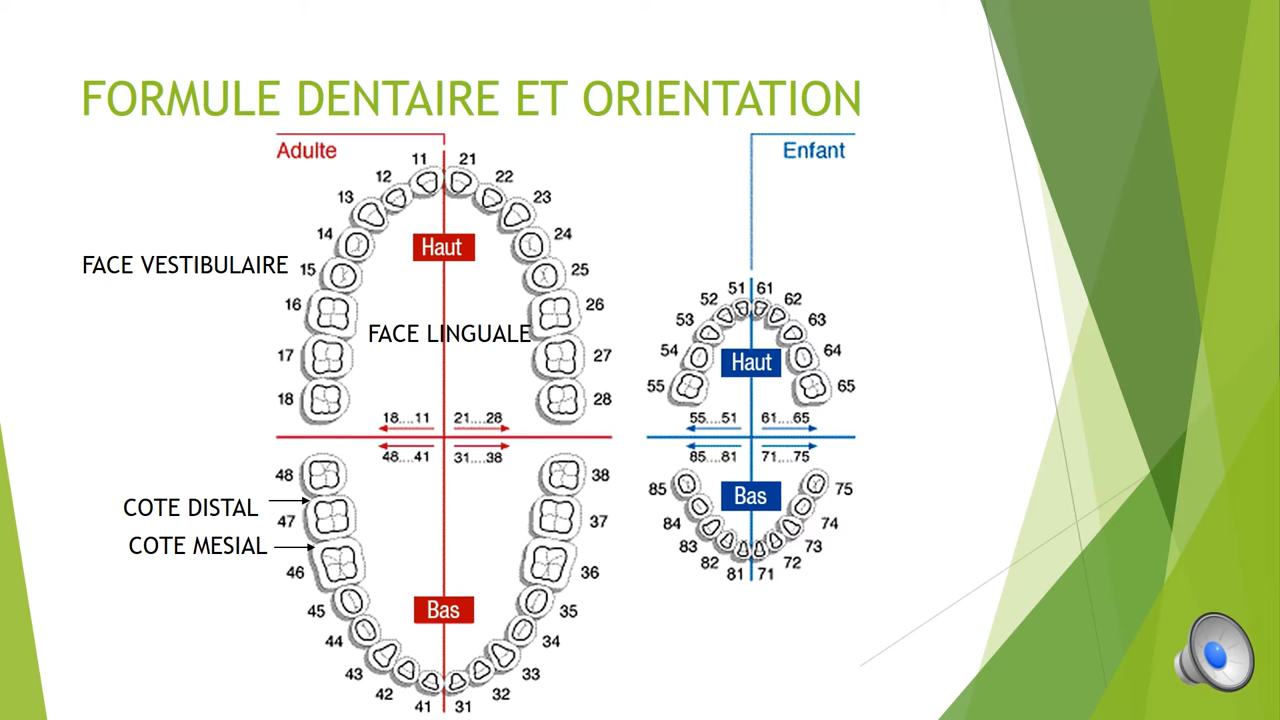 FORMULE DENTAIRE ET ORIENTATION
Adulte
11 21
12 22
13 23
14 24
FACE VESTIBULAIRE
Haut
15 25
16 26
FACE LINGUALE
17 27
18 28
18....11 21....28
48....41 31....38
48 38
COTE DISTAL
47 37
COTE MESIAL
46 36
45 35
Bas
44 34
43 33
42 32
41 31
Enfant
51 61
52 62
53 63
54 64
Haut
55 65
55....51 61....65
85....81 71....75
85 75
Bas
84 74
83 73
82 72
81 71